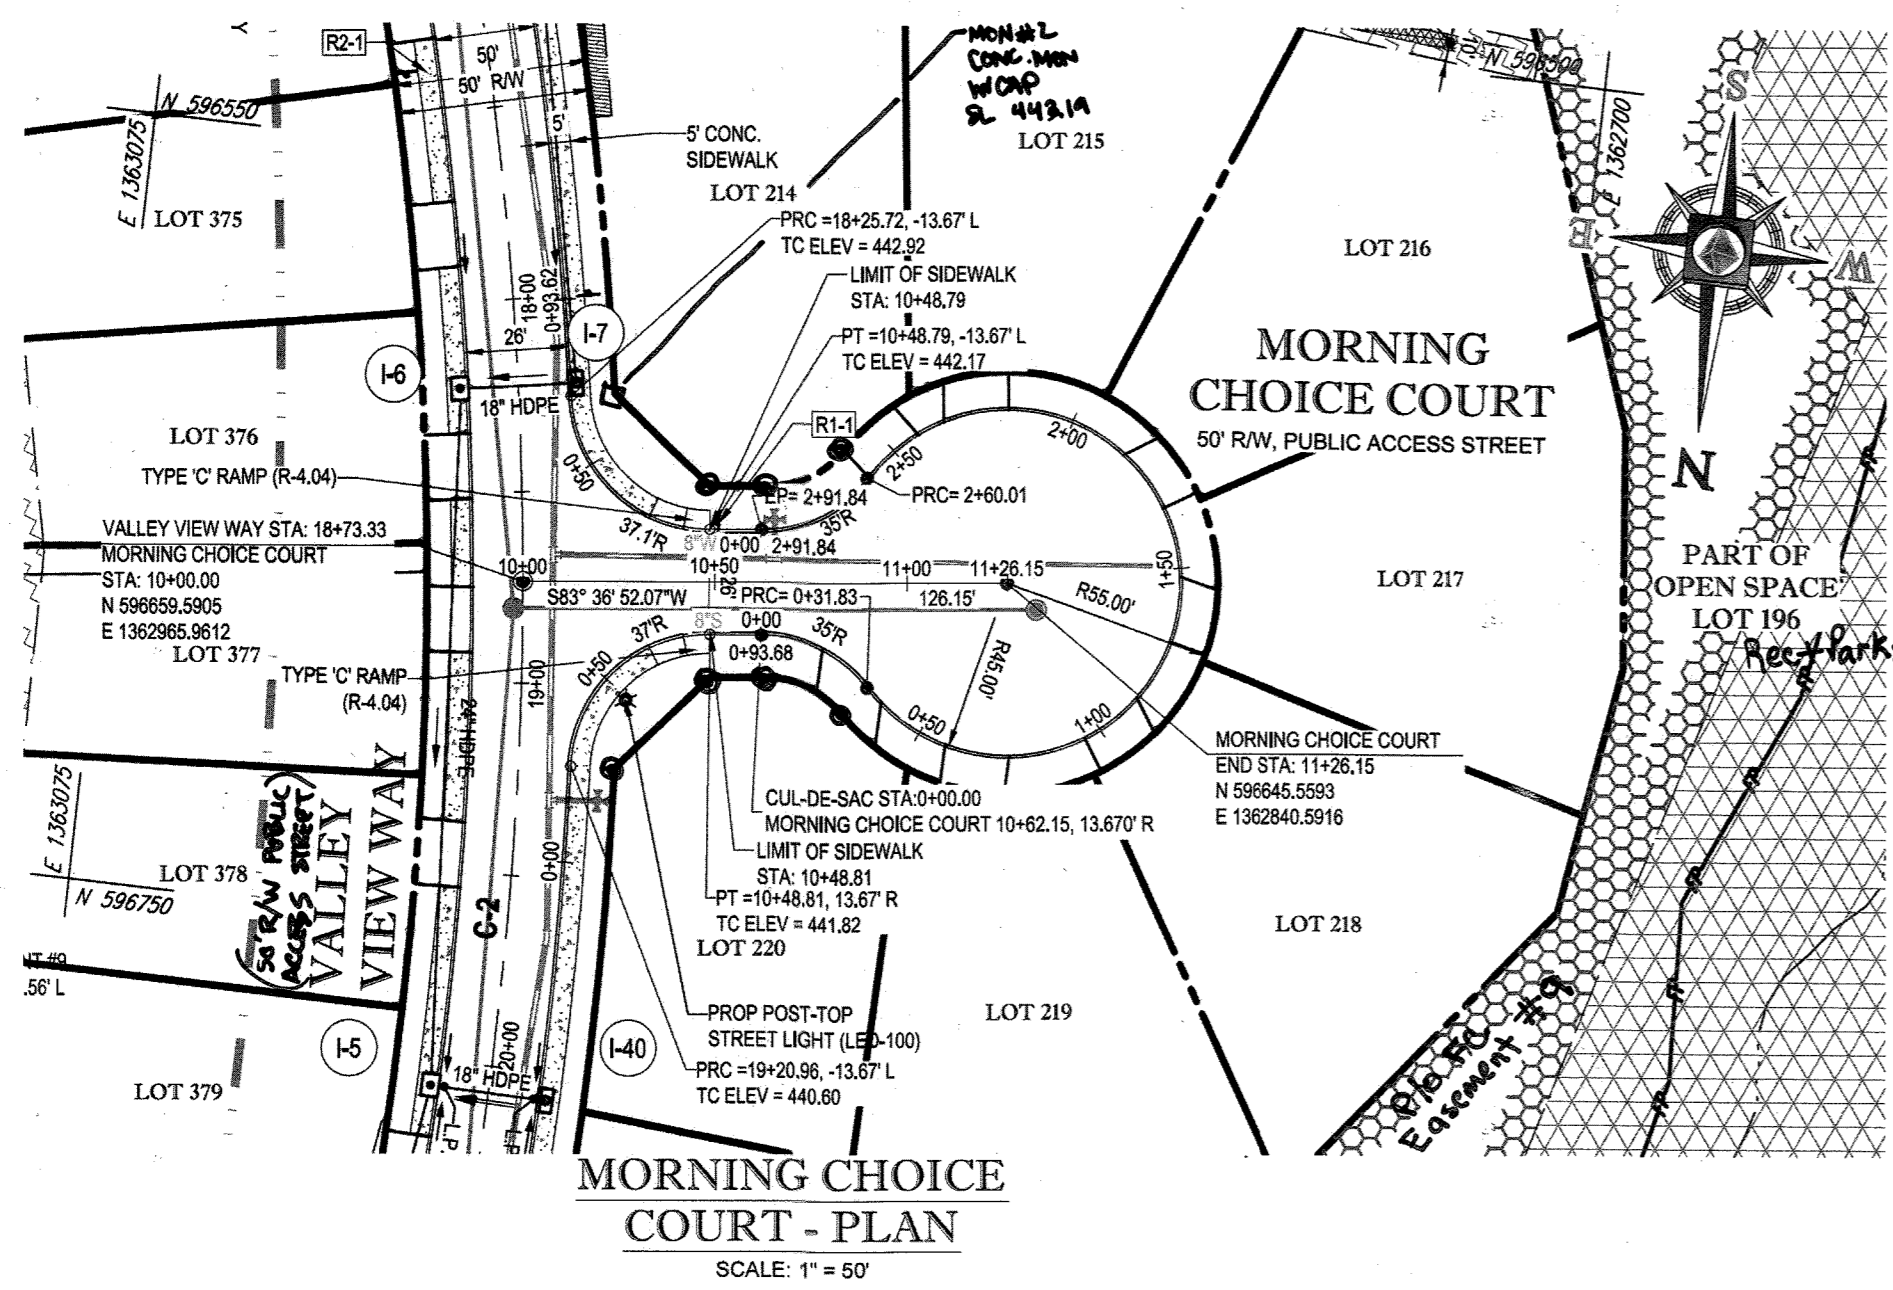 R2-1
50'
50' R/W
N 596550
E 1363075
LOT 375
5'
5' CONC.
SIDEWALK
LOT 214
MON #2
CONC. MON
W CAP
EL 443.19
LOT 215
N 596500
10'
E 1362700
S
E
W
N
LOT 216
PRC =18+25.72, -13.67' L
TC ELEV = 442.92
LIMIT OF SIDEWALK
STA: 10+48.79
PT =10+48.79, -13.67' L
TC ELEV = 442.17
18+00
0+93.62
26'
I-7
I-6
18" HDPE
MORNING
CHOICE COURT
50' R/W, PUBLIC ACCESS STREET
R1-1
LOT 376
TYPE 'C' RAMP (R-4.04)
0+50
37.1'R
EP= 2+91.84
35'R
2+50
2+00
PRC= 2+60.01
8"W
0+00
2+91.84
VALLEY VIEW WAY STA: 18+73.33
MORNING CHOICE COURT
STA: 10+00.00
N 596659.5905
E 1362965.9612
LOT 377
10+00
10+50
11+00
11+26.15
1+50
26'
S83° 36' 52.07"W
PRC= 0+31.83
126.15'
R55.00'
LOT 217
PART OF
OPEN SPACE
LOT 196
Rec + Park
8"S
0+00
37'R
35'R
0+93.68
R45.00'
TYPE 'C' RAMP
(R-4.04)
0+50
19+00
24" HDPE
0+50
1+00
MORNING CHOICE COURT
END STA: 11+26.15
N 596645.5593
E 1362840.5916
E 1363075
N 596750
LOT 378
(50' R/W PUBLIC
ACCESS STREET)
VALLEY
VIEW WAY
CUL-DE-SAC STA:0+00.00
MORNING CHOICE COURT 10+62.15, 13.670' R
LIMIT OF SIDEWALK
STA: 10+48.81
PT =10+48.81, 13.67' R
TC ELEV = 441.82
0+00
C-2
LOT 220
LOT 218
.56' L
PROP POST-TOP
STREET LIGHT (LED-100)
LOT 219
P/o FG
Easement #9
I-5
I-40
20+00
18" HDPE
PRC =19+20.96, -13.67' L
TC ELEV = 440.60
L.P.
LOT 379
MORNING CHOICE
COURT - PLAN
SCALE: 1" = 50'